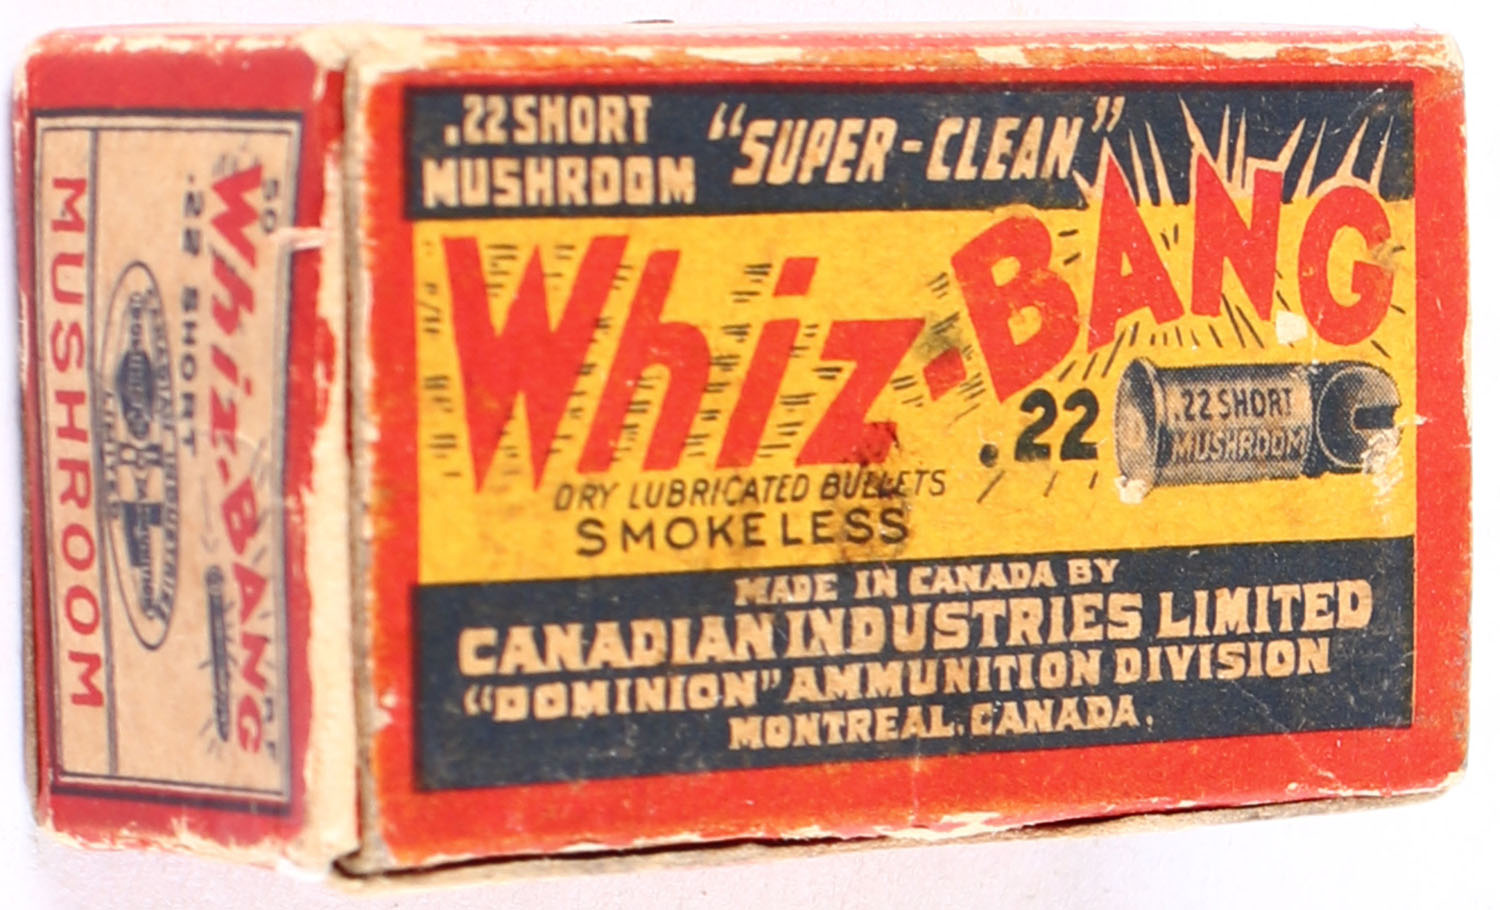 .22 SHORT
MUSHROOM
"SUPER-CLEAN"
Whiz-BANG
.22
.22 SHORT
MUSHROOM
DRY LUBRICATED BULLETS
SMOKELESS
MADE IN CANADA BY
CANADIAN INDUSTRIES LIMITED
"DOMINION" AMMUNITION DIVISION
MONTREAL, CANADA.
50
Whiz-BANG
.22 SHORT
MUSHROOM